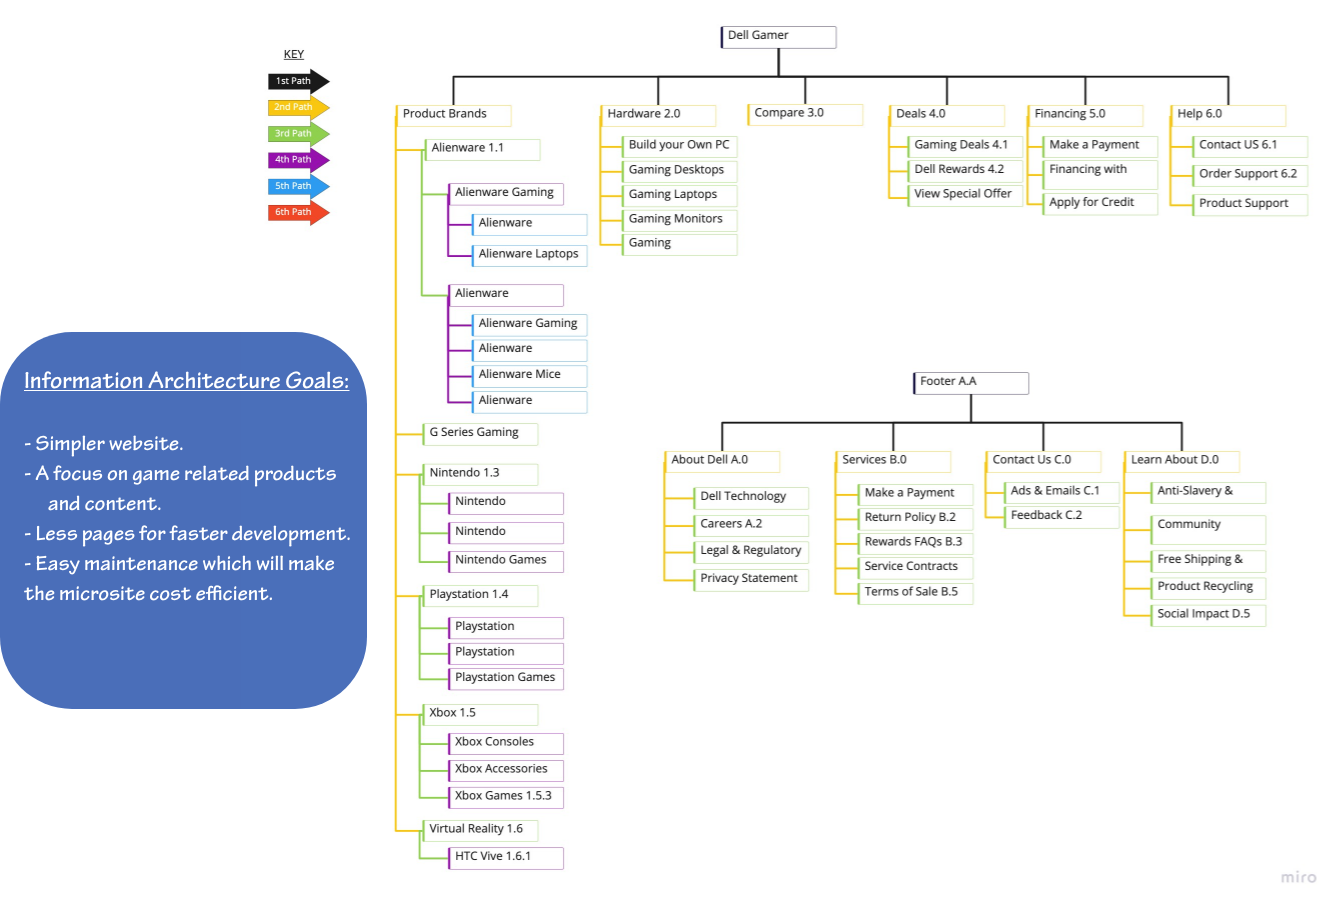 Dell Gamer
KEY
1st Path
2nd Path
3rd Path
4th Path
5th Path
6th Path
Product Brands
Alienware 1.1
Alienware Gaming
Alienware
Alienware Laptops
Alienware
Alienware Gaming
Alienware
Alienware Mice
Alienware
G Series Gaming
Nintendo 1.3
Nintendo
Nintendo
Nintendo Games
Playstation 1.4
Playstation
Playstation
Playstation Games
Xbox 1.5
Xbox Consoles
Xbox Accessories
Xbox Games 1.5.3
Virtual Reality 1.6
HTC Vive 1.6.1
Hardware 2.0
Build your Own PC
Gaming Desktops
Gaming Laptops
Gaming Monitors
Gaming
Compare 3.0
Deals 4.0
Gaming Deals 4.1
Dell Rewards 4.2
View Special Offer
Financing 5.0
Make a Payment
Financing with
Apply for Credit
Help 6.0
Contact US 6.1
Order Support 6.2
Product Support
Information Architecture Goals:
- Simpler website.
- A focus on game related products
and content.
- Less pages for faster development.
- Easy maintenance which will make
the microsite cost efficient.
Footer A.A
About Dell A.0
Dell Technology
Careers A.2
Legal & Regulatory
Privacy Statement
Services B.0
Make a Payment
Return Policy B.2
Rewards FAQs B.3
Service Contracts
Terms of Sale B.5
Contact Us C.0
Ads & Emails C.1
Feedback C.2
Learn About D.0
Anti-Slavery &
Community
Free Shipping &
Product Recycling
Social Impact D.5
miro